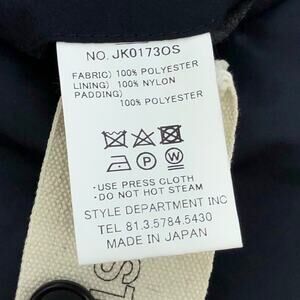 NO. JK0173OS
FABRIC) 100% POLYESTER
LINING) 100% NYLON
PADDING)
100% POLYESTER
・USE PRESS CLOTH
・DO NOT HOT STEAM
STYLE DEPARTMENT INC
TEL 81.3.5784.5430
MADE IN JAPAN